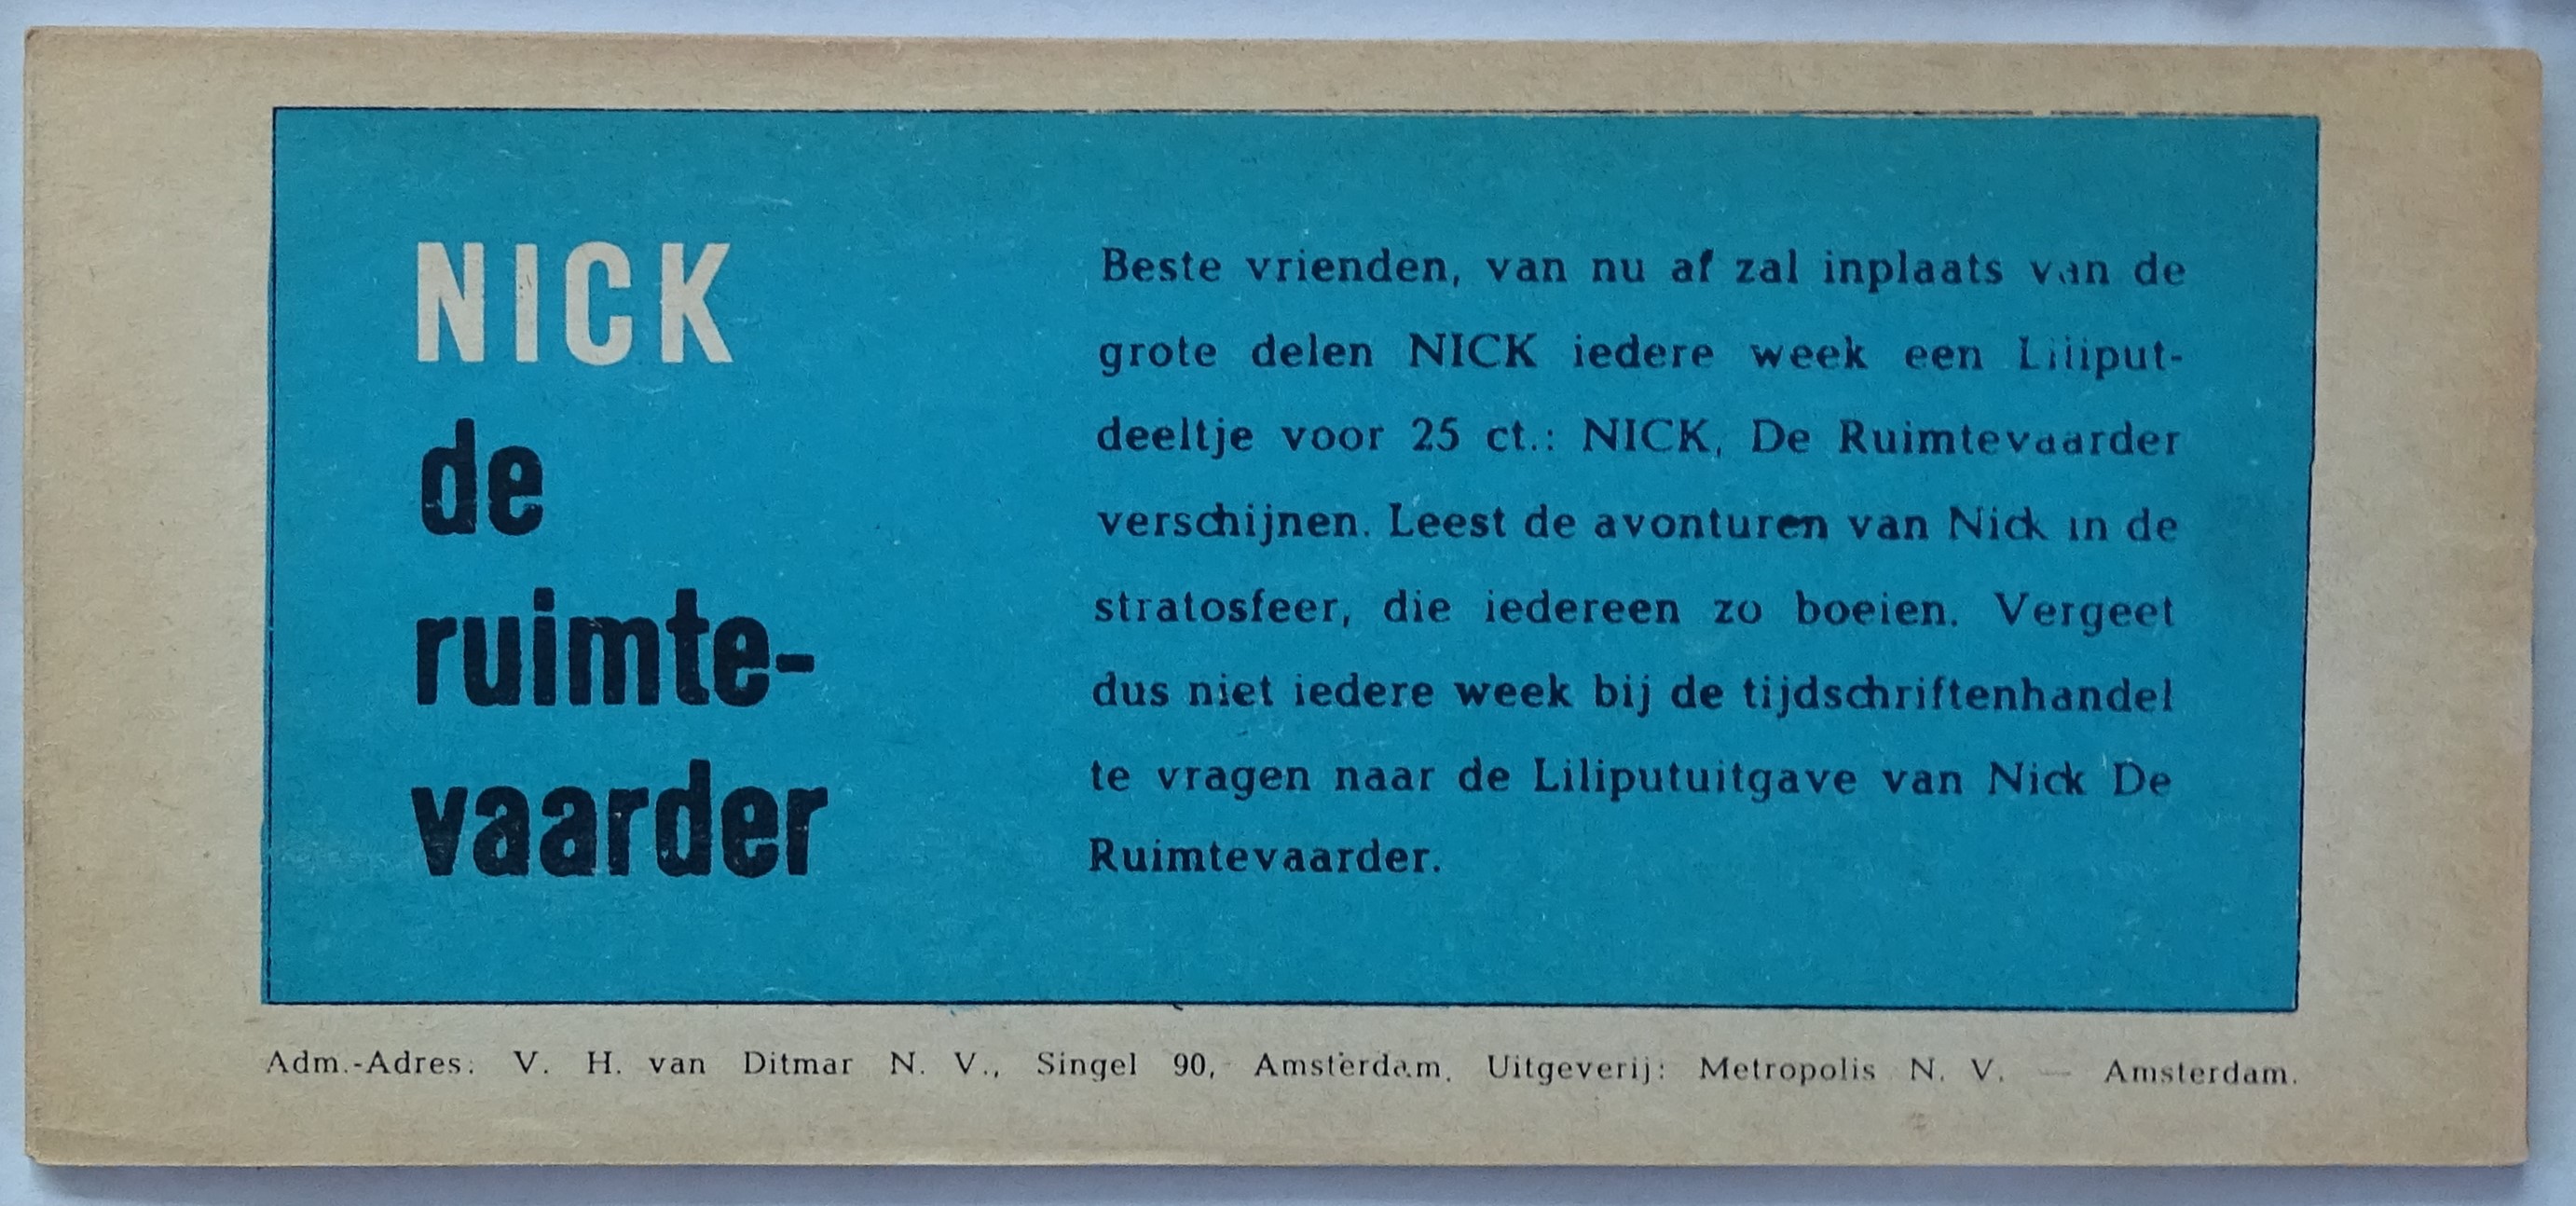 NICK
de
ruimte-
vaarder
Beste vrienden, van nu af zal inplaats van de
grote delen NICK iedere week een Liliput-
deeltje voor 25 ct.: NICK, De Ruimtevaarder
verschijnen. Leest de avonturen van Nick in de
stratosfeer, die iedereen zo boeien. Vergeet
dus niet iedere week bij de tijdschriftenhandel
te vragen naar de Liliputuitgave van Nick De
Ruimtevaarder.
Adm.-Adres: V. H. van Ditmar N. V., Singel 90, Amsterdam. Uitgeverij: Metropolis N. V. — Amsterdam.